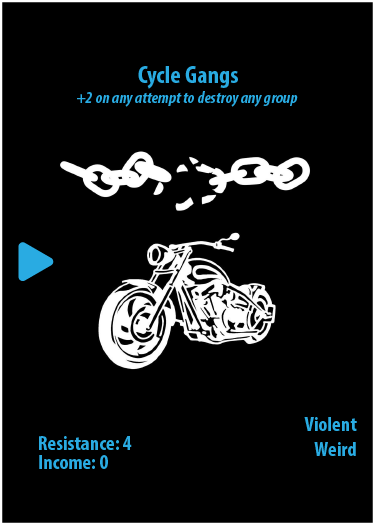 Cycle Gangs
+2 on any attempt to destroy any group
Violent
Weird
Resistance: 4
Income: 0